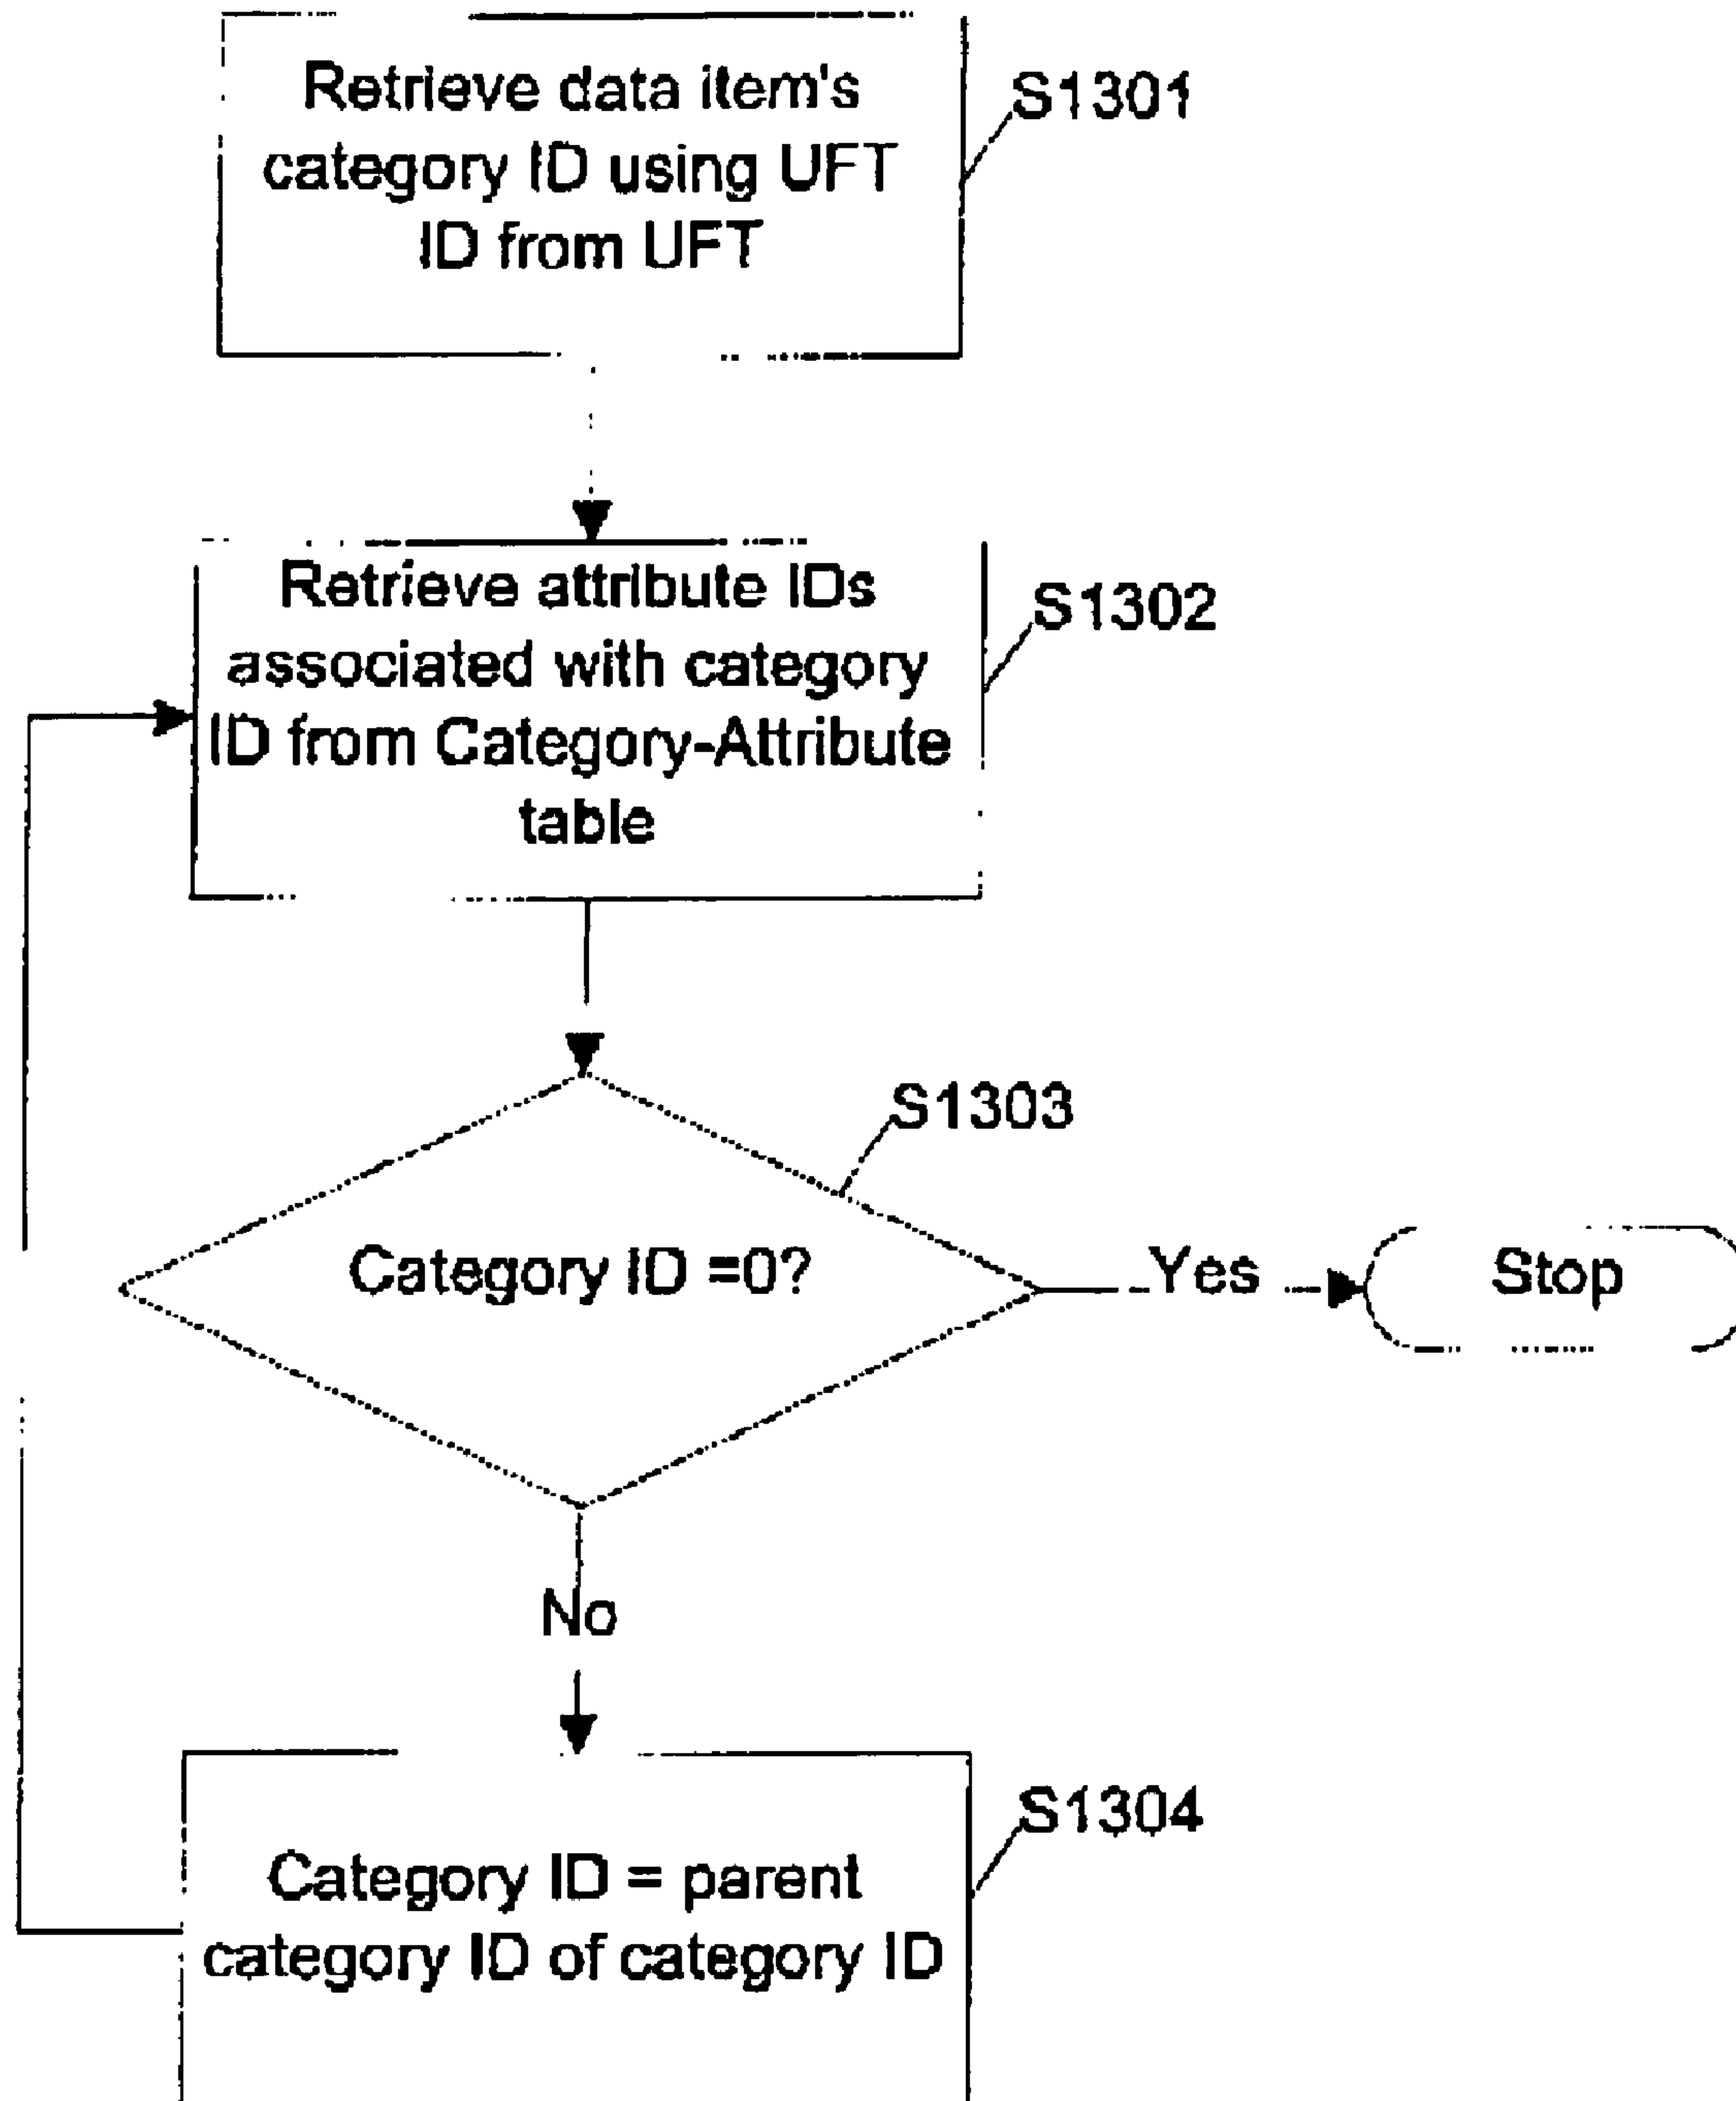 Retrieve data item's
category ID using UFT
ID from UFT
S1301
Retrieve attribute IDs
associated with category
ID from Category-Attribute
table
S1302
S1303
Category ID =0?
Yes
Stop
No
S1304
Category ID = parent
category ID of category ID